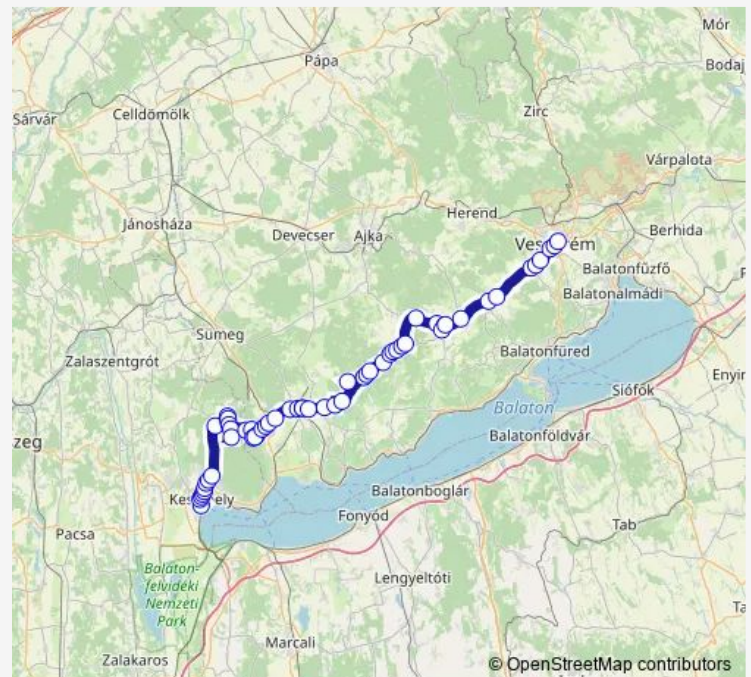 Mór
Pápa
Bodaj
Zirc
Celldömölk
Sárvár
Várpalota
Jánosháza
Herend
Devecser
Ajka
Berhida
Balatonfűzfő
Balatonalmádi
Sümeg
Zalaszentgrót
Balatonfüred
Enyir
Siófok
Balaton
Balatonföldvár
zeg
Balatonboglár
Fonyód
Pacsa
Tab
Balaton-
felvidéki
Nemzeti
Park
Lengyeltóti
Marcali
Zalakaros
© OpenStreetMap contributors